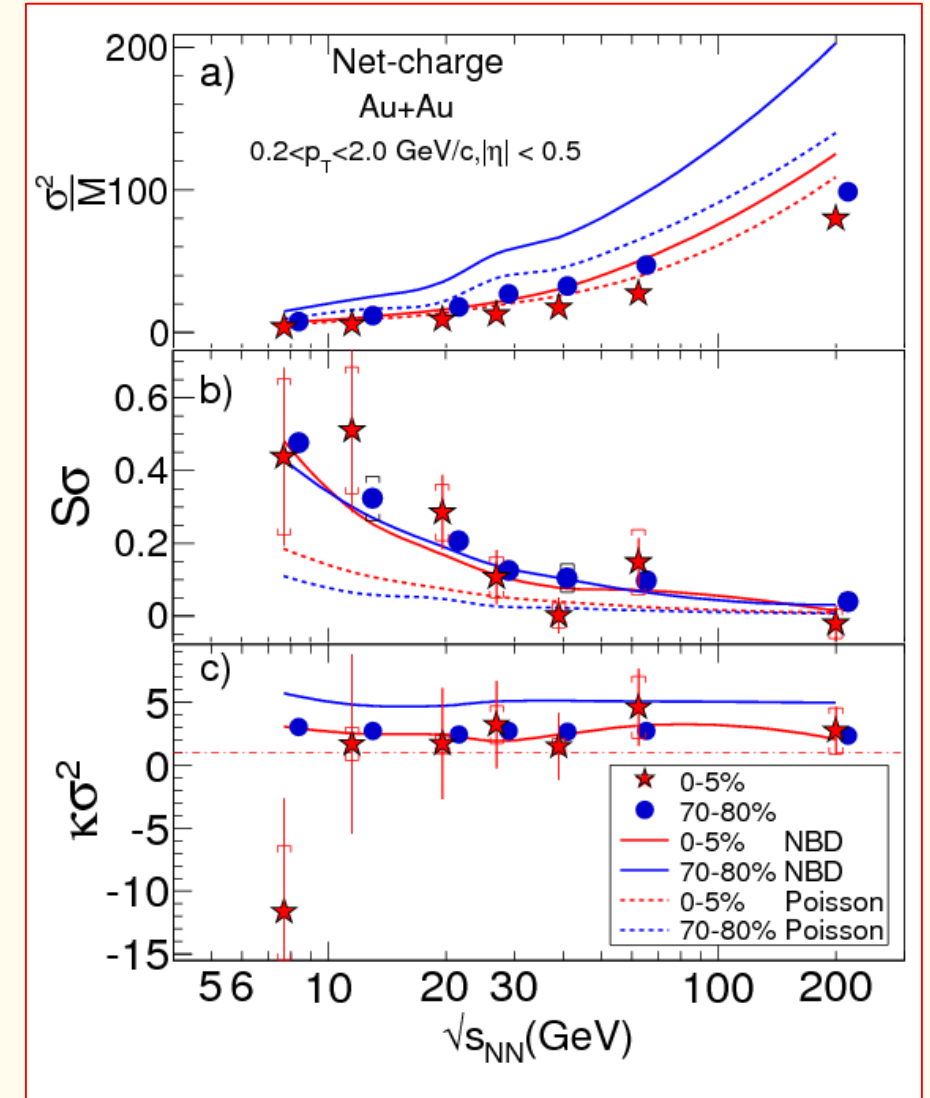 a)
Net-charge
Au+Au
0.2<p_T<2.0 GeV/c,|η| < 0.5
σ²/M
200
100
0
b)
Sσ
0.6
0.4
0.2
0
c)
κσ²
5
0
-5
-10
-15
0-5%
70-80%
0-5% NBD
70-80% NBD
0-5% Poisson
70-80% Poisson
5 6 10 20 30 100 200
√s_NN(GeV)